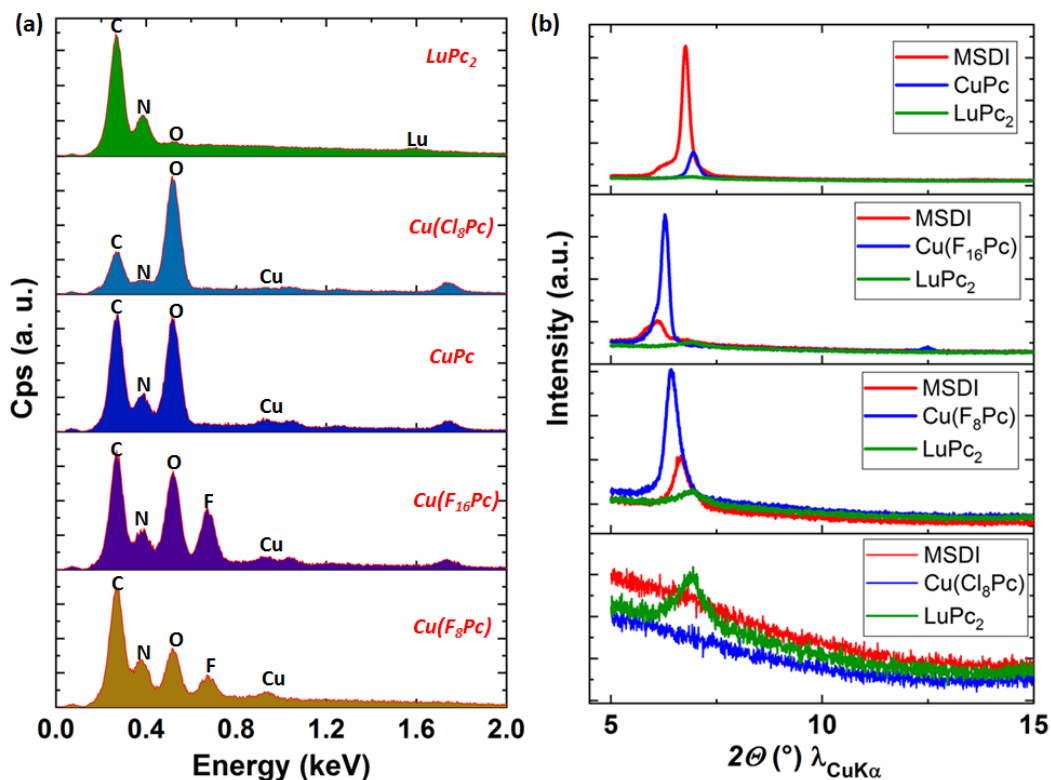 (a)
C
N
O
Lu
LuPc₂
C
N
O
Cu
Cu(Cl₈Pc)
C
N
O
Cu
CuPc
C
N
O
F
Cu
Cu(F₁₆Pc)
C
N
O
F
Cu
Cu(F₈Pc)
Cps (a. u.)
0.0 0.4 0.8 1.2 1.6 2.0
Energy (keV)
(b)
MSDI
CuPc
LuPc₂
MSDI
Cu(F₁₆Pc)
LuPc₂
MSDI
Cu(F₈Pc)
LuPc₂
MSDI
Cu(Cl₈Pc)
LuPc₂
Intensity (a.u.)
5 10 15
2Θ (°) λCuKα